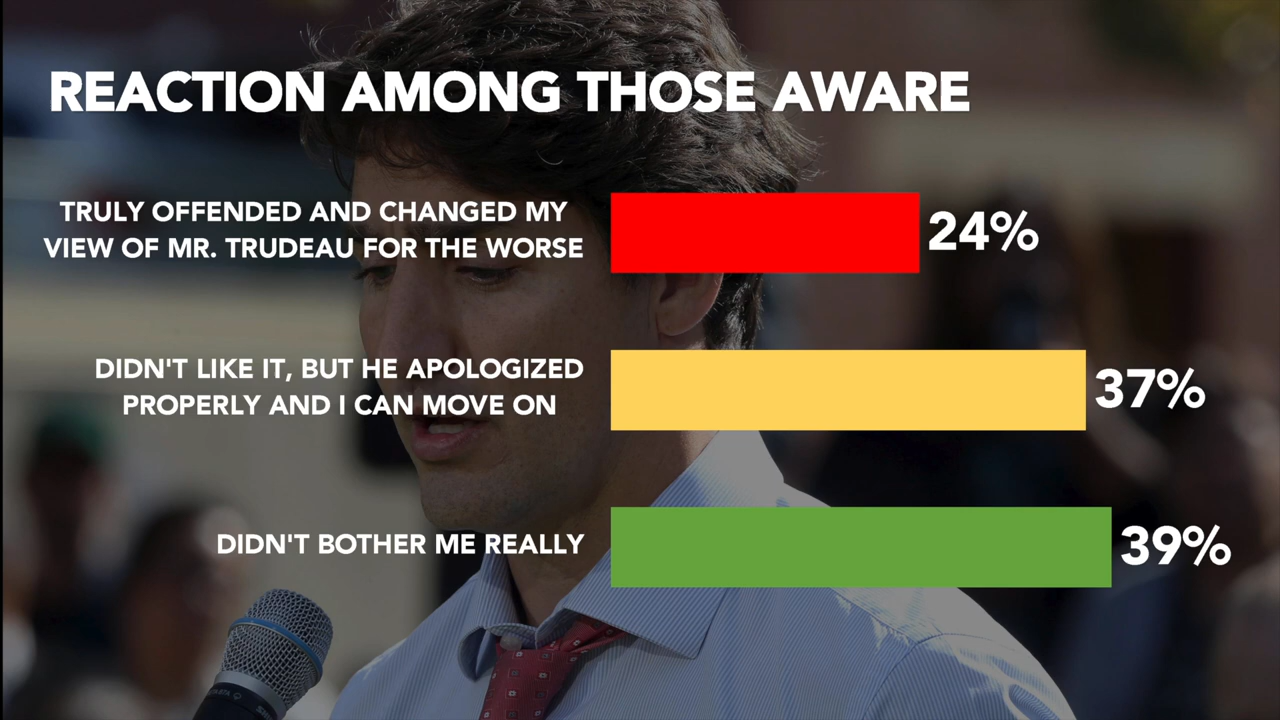 REACTION AMONG THOSE AWARE
TRULY OFFENDED AND CHANGED MY
VIEW OF MR. TRUDEAU FOR THE WORSE
24%
DIDN'T LIKE IT, BUT HE APOLOGIZED
PROPERLY AND I CAN MOVE ON
37%
DIDN'T BOTHER ME REALLY
39%